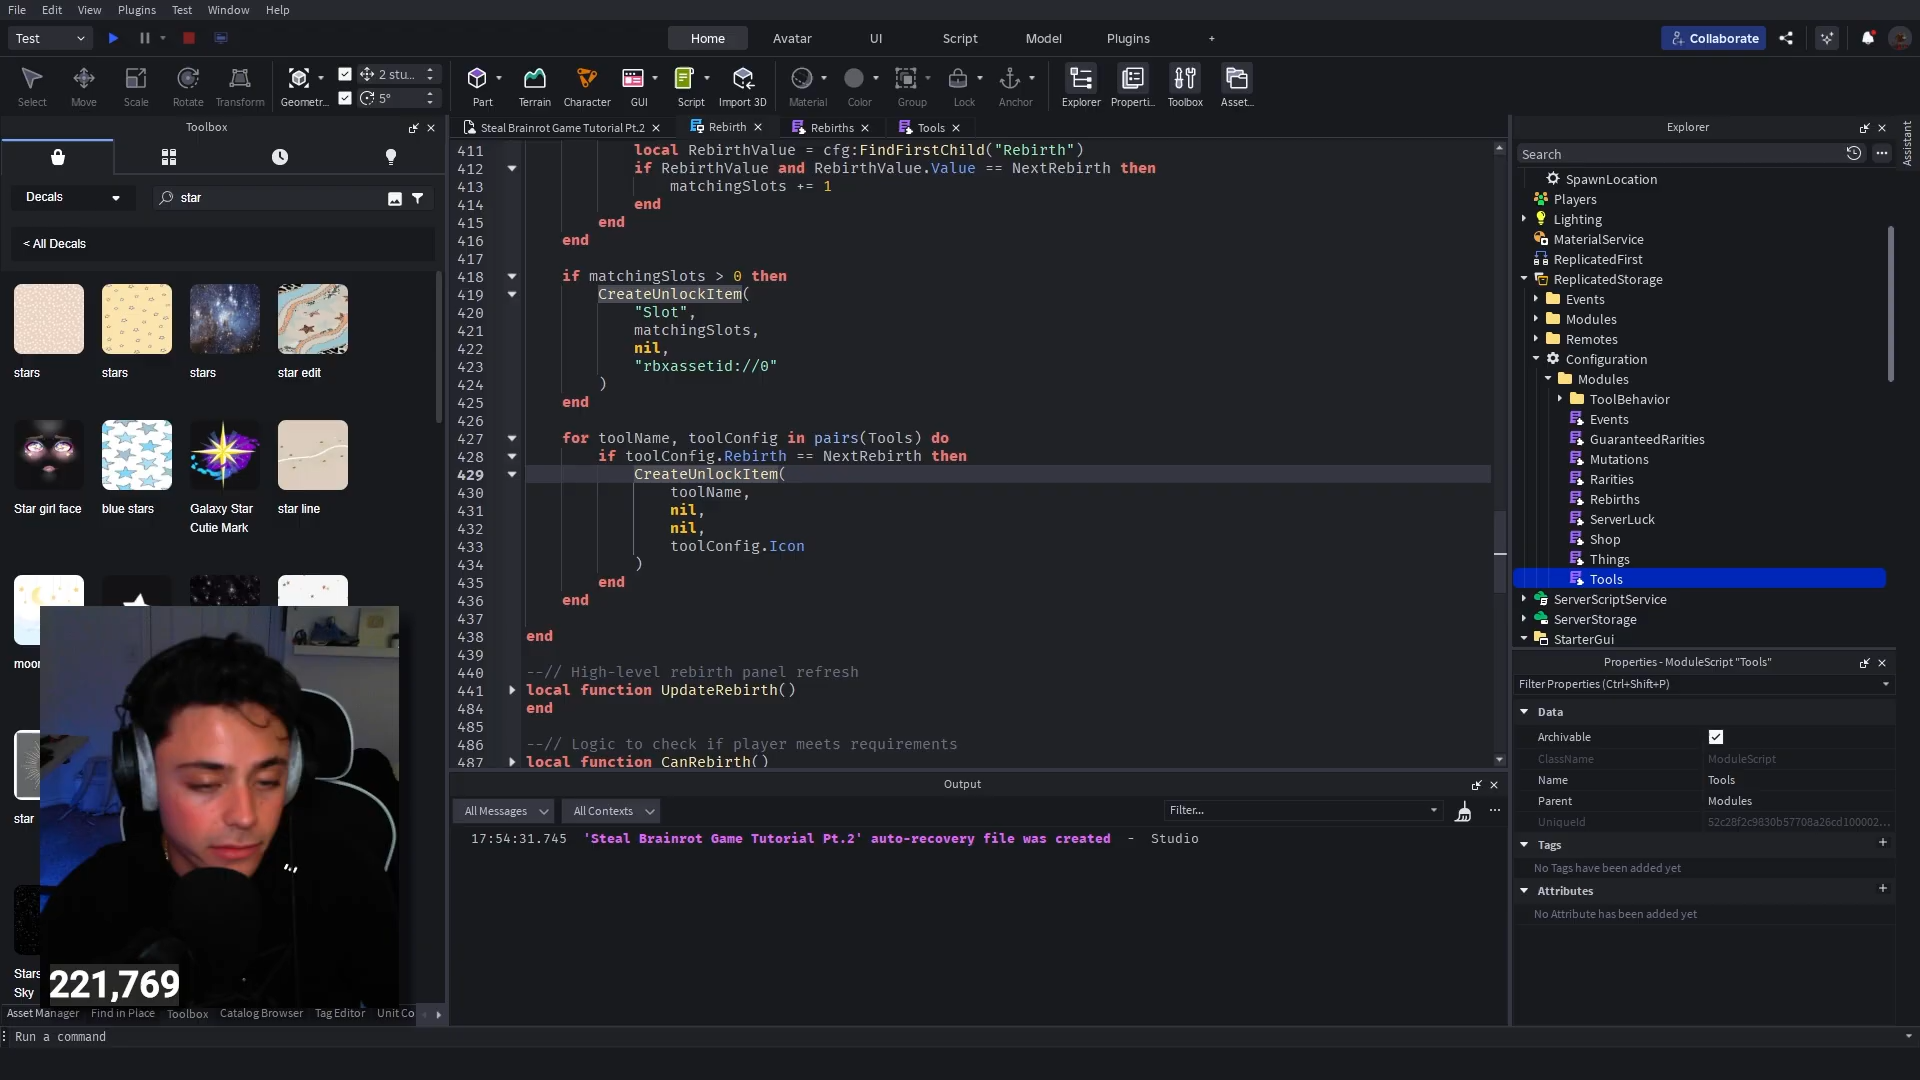 File Edit View Plugins Test Window Help
Test
Home Avatar UI Script Model Plugins +
Collaborate
Select Move Scale Rotate Transform Geometr... 2 stu... 5°
Part Terrain Character GUI Script Import 3D Material Color Group Lock Anchor Explorer Properti... Toolbox Asset...
Toolbox
Decals
star
< All Decals
stars stars stars star edit
Star girl face blue stars Galaxy Star Cutie Mark star line
moon
star
Stars
Sky
221,769
Asset Manager Find in Place Toolbox Catalog Browser Tag Editor Unit Co
Run a command
Steal Brainrot Game Tutorial Pt.2 Rebirth Rebirths Tools
411 local RebirthValue = cfg:FindFirstChild("Rebirth")
412 if RebirthValue and RebirthValue.Value == NextRebirth then
413 matchingSlots += 1
414 end
415 end
416 end
417
418 if matchingSlots > 0 then
419 CreateUnlockItem(
420 "Slot",
421 matchingSlots,
422 nil,
423 "rbxassetid://0"
424 )
425 end
426
427 for toolName, toolConfig in pairs(Tools) do
428 if toolConfig.Rebirth == NextRebirth then
429 CreateUnlockItem(
430 toolName,
431 nil,
432 nil,
433 toolConfig.Icon
434 )
435 end
436 end
437
438 end
439
440 --// High-level rebirth panel refresh
441 local function UpdateRebirth()
484 end
485
486 --// Logic to check if player meets requirements
487 local function CanRebirth()
Output
All Messages All Contexts Filter...
17:54:31.745 'Steal Brainrot Game Tutorial Pt.2' auto-recovery file was created - Studio
Explorer
Assistant
Search
SpawnLocation
Players
Lighting
MaterialService
ReplicatedFirst
ReplicatedStorage
Events
Modules
Remotes
Configuration
Modules
ToolBehavior
Events
GuaranteedRarities
Mutations
Rarities
Rebirths
ServerLuck
Shop
Things
Tools
ServerScriptService
ServerStorage
StarterGui
Properties - ModuleScript "Tools"
Filter Properties (Ctrl+Shift+P)
Data
Archivable
ClassName ModuleScript
Name Tools
Parent Modules
UniqueId 52c28f2c9830b57708a26cd100002...
Tags
No Tags have been added yet
Attributes
No Attribute has been added yet